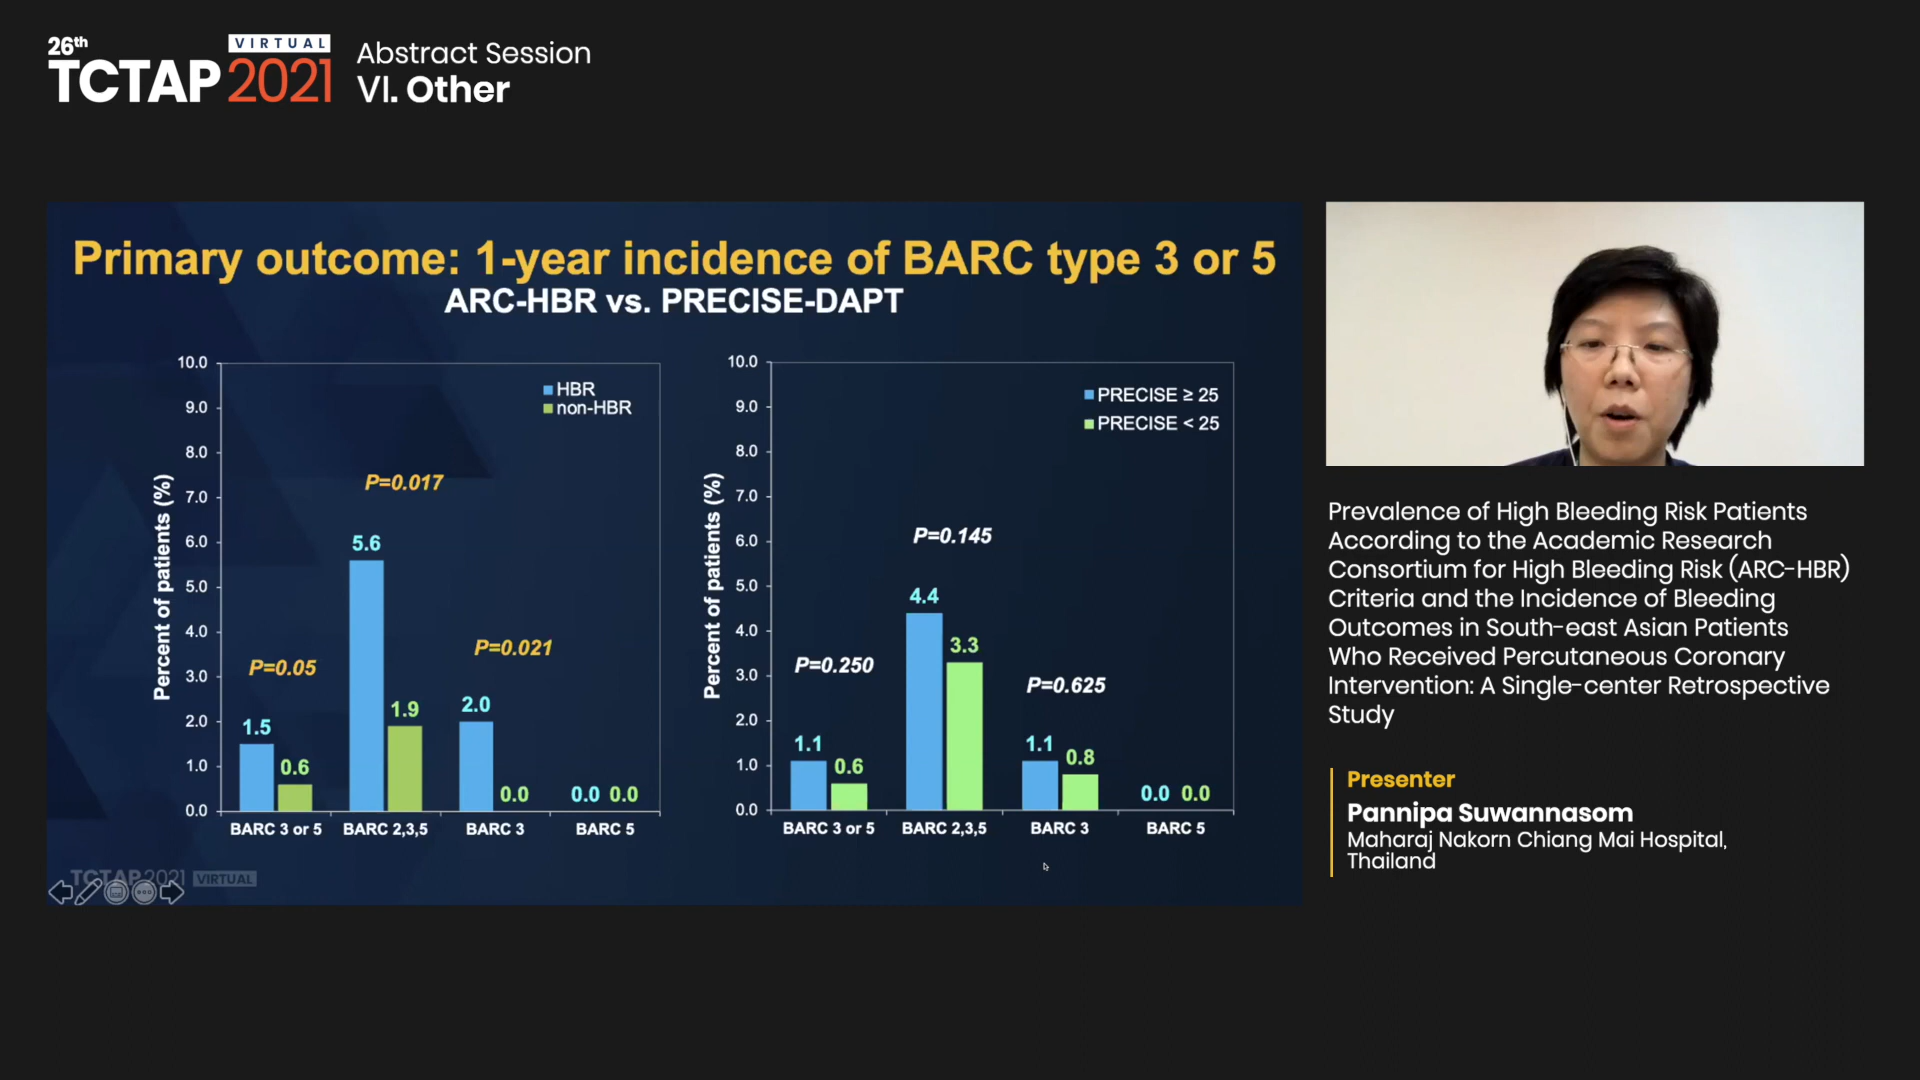 26th
VIRTUAL
TCTAP 2021
Abstract Session
VI. Other
Primary outcome: 1-year incidence of BARC type 3 or 5
ARC-HBR vs. PRECISE-DAPT
Percent of patients (%)
10.0
9.0
8.0
7.0
6.0
5.0
4.0
3.0
2.0
1.0
0.0
HBR
non-HBR
P=0.05
P=0.017
P=0.021
1.5
0.6
5.6
1.9
2.0
0.0
0.0 0.0
BARC 3 or 5
BARC 2,3,5
BARC 3
BARC 5
Percent of patients (%)
10.0
9.0
8.0
7.0
6.0
5.0
4.0
3.0
2.0
1.0
0.0
PRECISE ≥ 25
PRECISE < 25
P=0.250
P=0.145
P=0.625
1.1
0.6
4.4
3.3
1.1
0.8
0.0 0.0
BARC 3 or 5
BARC 2,3,5
BARC 3
BARC 5
TCTAP 2021 VIRTUAL
Prevalence of High Bleeding Risk Patients
According to the Academic Research
Consortium for High Bleeding Risk (ARC-HBR)
Criteria and the Incidence of Bleeding
Outcomes in South-east Asian Patients
Who Received Percutaneous Coronary
Intervention: A Single-center Retrospective
Study
Presenter
Pannipa Suwannasom
Maharaj Nakorn Chiang Mai Hospital,
Thailand